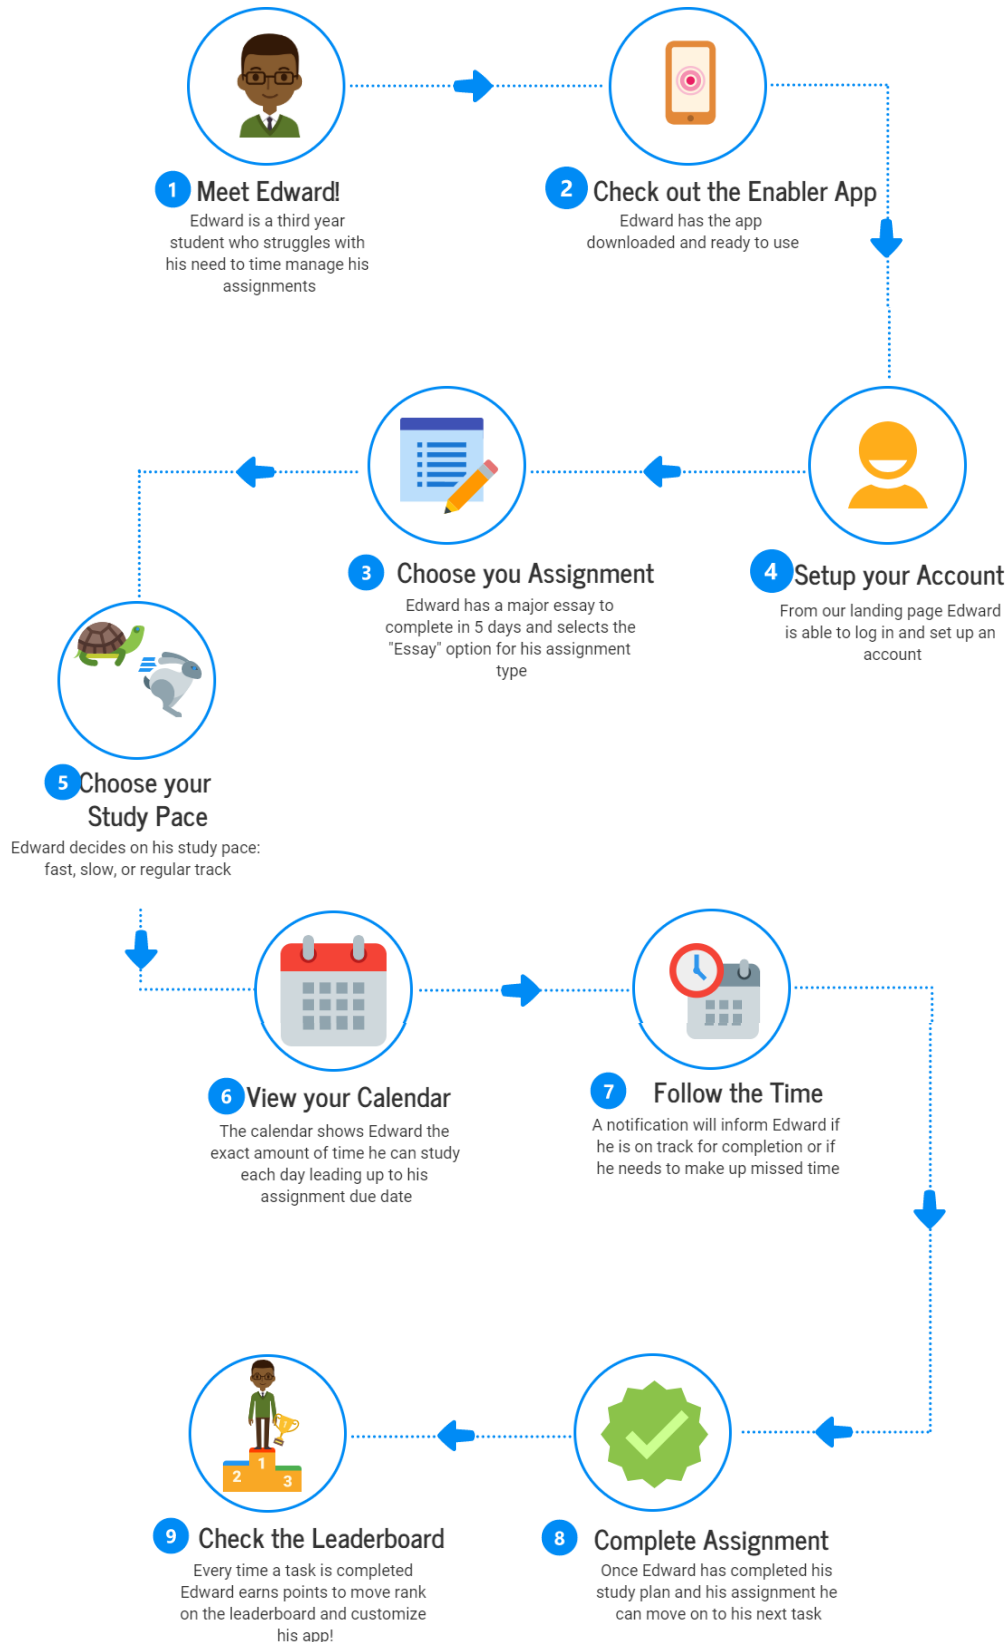 1 Meet Edward!
Edward is a third year
student who struggles with
his need to time manage his
assignments
2 Check out the Enabler App
Edward has the app
downloaded and ready to use
3 Choose you Assignment
Edward has a major essay to
complete in 5 days and selects the
"Essay" option for his assignment
type
4 Setup your Account
From our landing page Edward
is able to log in and set up an
account
5 Choose your
Study Pace
Edward decides on his study pace:
fast, slow, or regular track
6 View your Calendar
The calendar shows Edward the
exact amount of time he can study
each day leading up to his
assignment due date
7 Follow the Time
A notification will inform Edward if
he is on track for completion or if
he needs to make up missed time
2 1 3
9 Check the Leaderboard
Every time a task is completed
Edward earns points to move rank
on the leaderboard and customize
his app!
8 Complete Assignment
Once Edward has completed his
study plan and his assignment he
can move on to his next task